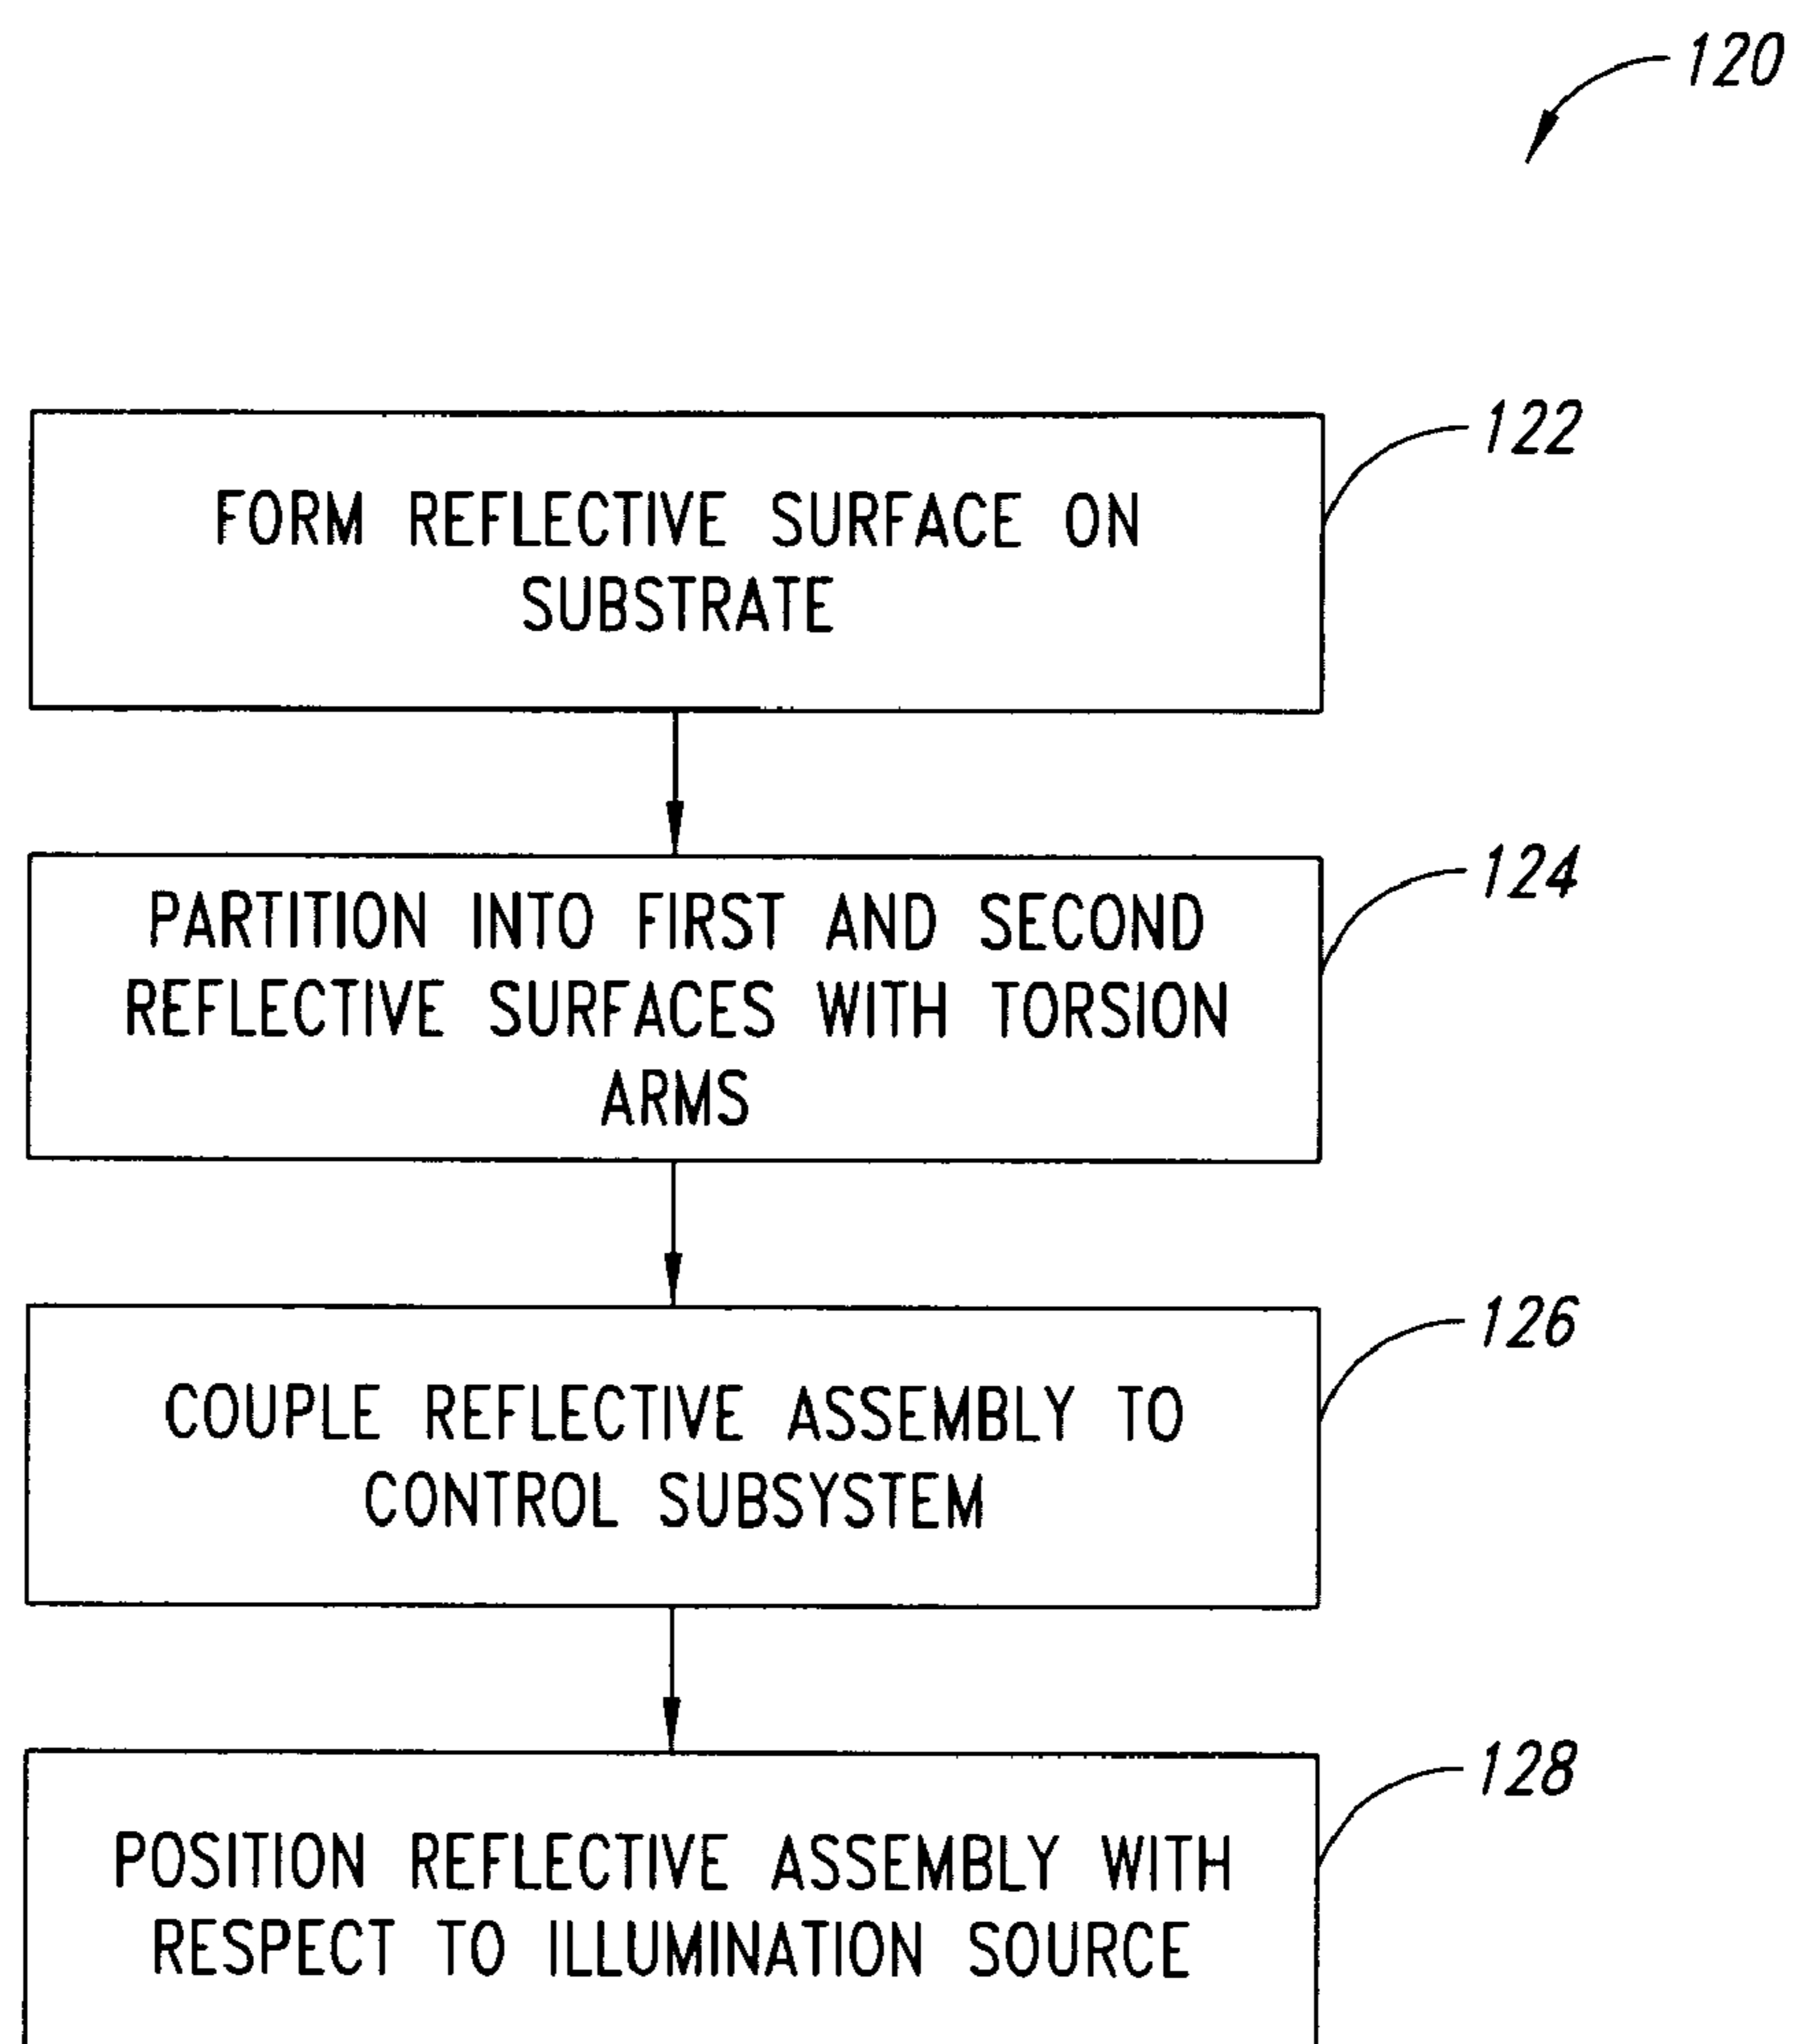 120
122
FORM REFLECTIVE SURFACE ON
SUBSTRATE
124
PARTITION INTO FIRST AND SECOND
REFLECTIVE SURFACES WITH TORSION
ARMS
126
COUPLE REFLECTIVE ASSEMBLY TO
CONTROL SUBSYSTEM
128
POSITION REFLECTIVE ASSEMBLY WITH
RESPECT TO ILLUMINATION SOURCE